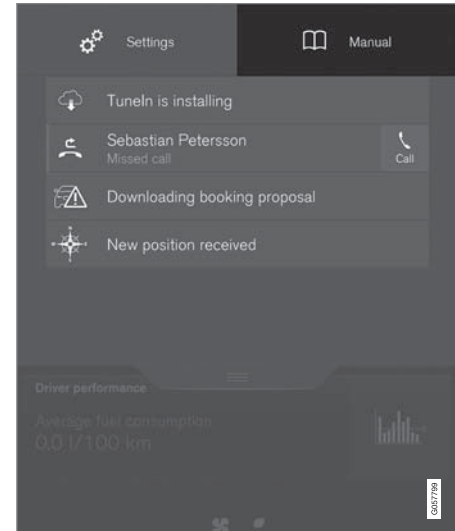 Settings
Manual
TuneIn is installing
Sebastian Petersson
Missed call
Call
Downloading booking proposal
New position received
Driver performance
Average fuel consumption
0.0 l/100 km
G057799